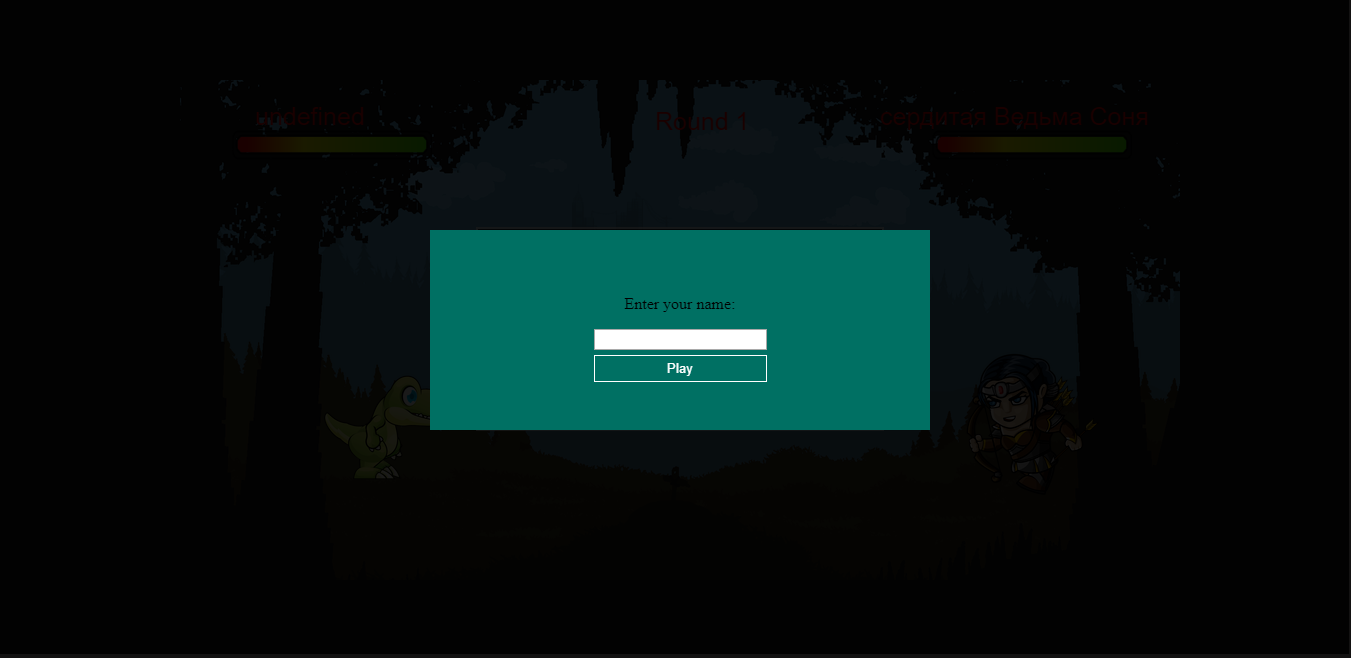 undefined
Round 1
сердитая Ведьма Соня
Enter your name:
Play